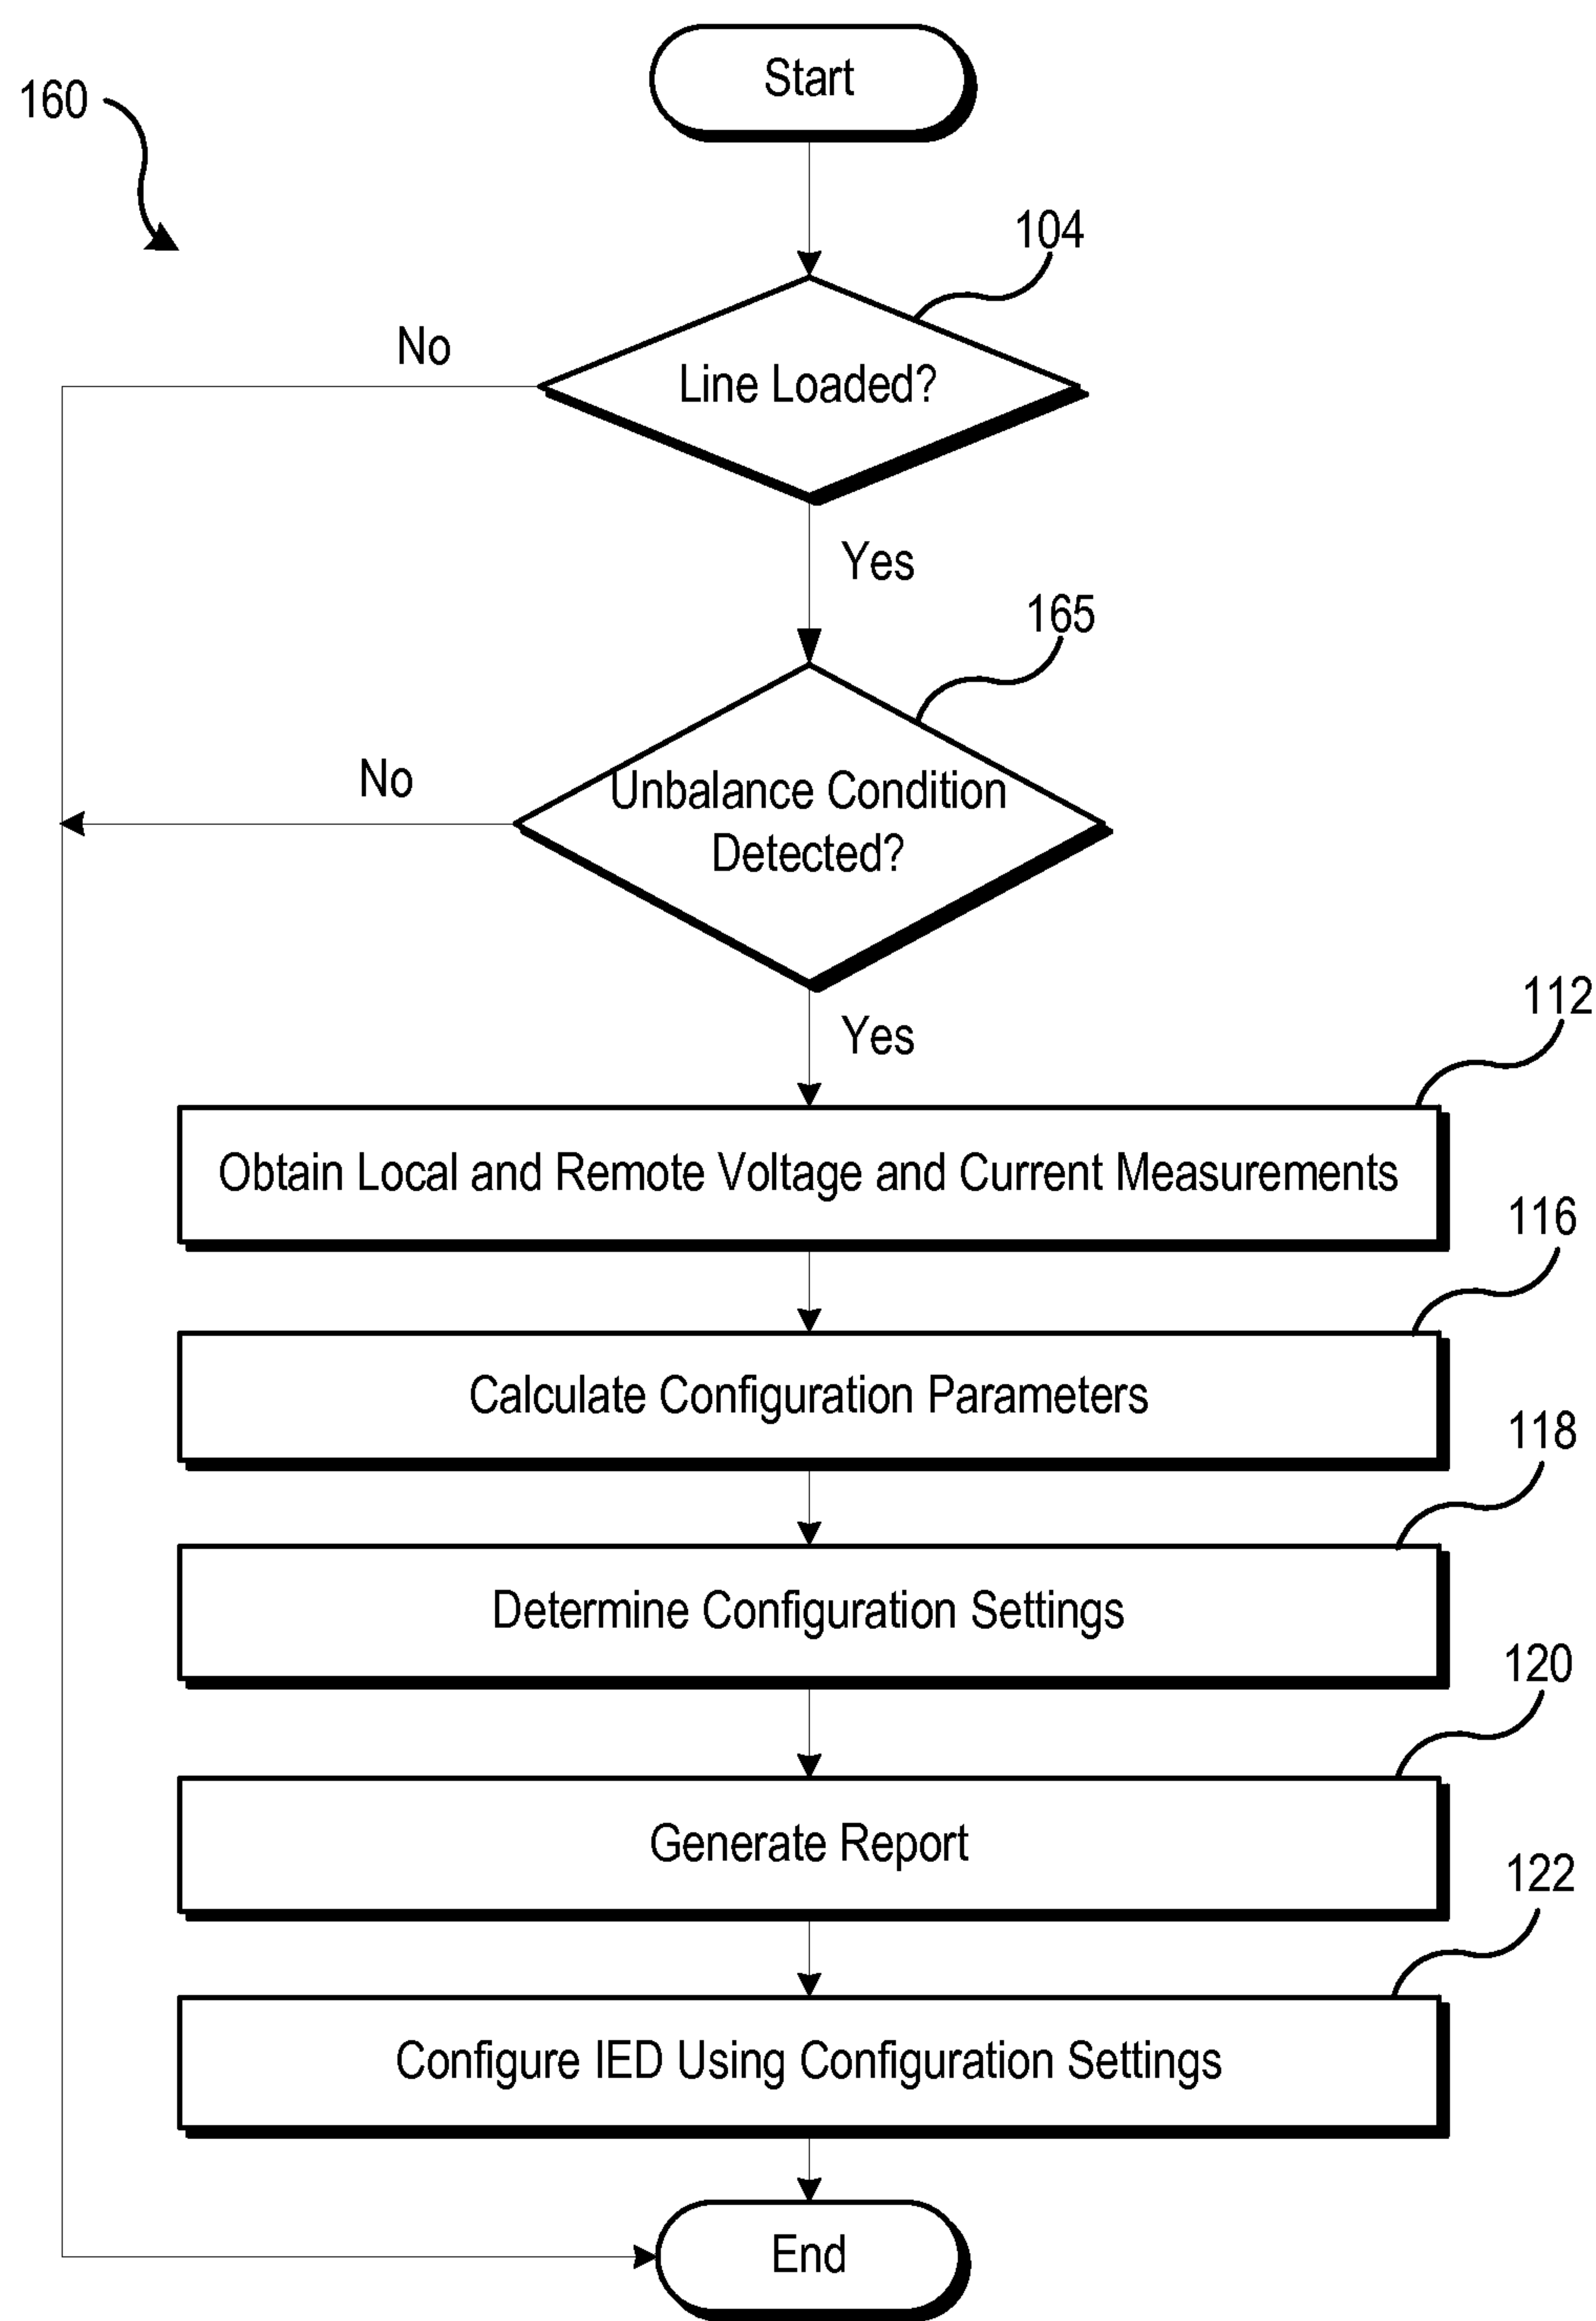 Start
160
104
No
Line Loaded?
Yes
165
No
Unbalance Condition
Detected?
Yes
112
Obtain Local and Remote Voltage and Current Measurements
116
Calculate Configuration Parameters
118
Determine Configuration Settings
120
Generate Report
122
Configure IED Using Configuration Settings
End